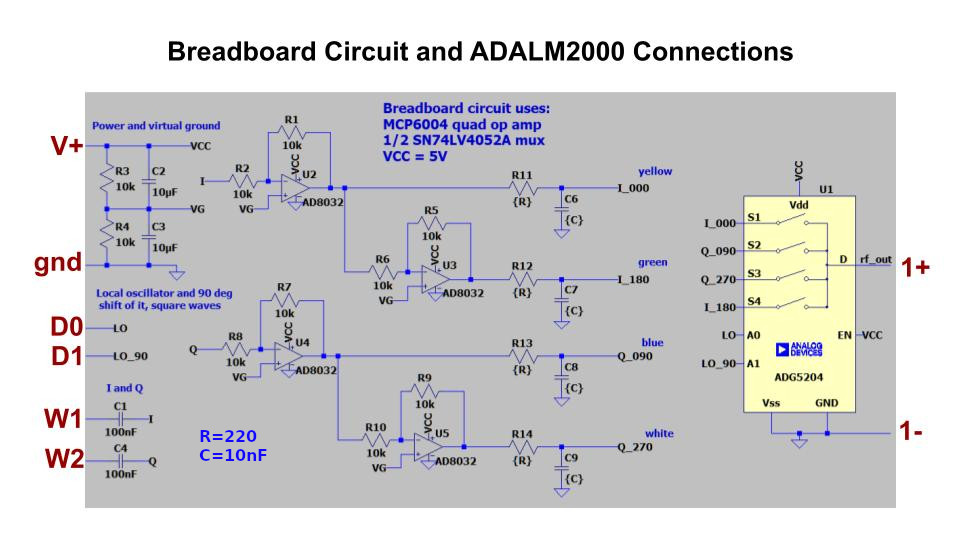 Breadboard Circuit and ADALM2000 Connections
Breadboard circuit uses:
MCP6004 quad op amp
1/2 SN74LV4052A mux
VCC = 5V
Power and virtual ground
V+
VCC
R3
10k
C2
10µF
VG
R4
10k
C3
10µF
gnd
Local oscillator and 90 deg
shift of it, square waves
D0
LO
D1
LO_90
I and Q
W1
C1
100nF
I
W2
C4
100nF
Q
R=220
C=10nF
R1
10k
I
R2
10k
VG
VCC
U2
AD8032
R11
{R}
yellow
I_000
C6
{C}
R5
10k
R6
10k
VG
VCC
U3
AD8032
R12
{R}
green
I_180
C7
{C}
R7
10k
Q
R8
10k
VG
VCC
U4
AD8032
R13
{R}
blue
Q_090
C8
{C}
R9
10k
R10
10k
VG
VCC
U5
AD8032
R14
{R}
white
Q_270
C9
{C}
VCC
U1
Vdd
I_000
S1
Q_090
S2
Q_270
S3
I_180
S4
D
rf_out
1+
LO
A0
EN
VCC
LO_90
A1
ANALOG
DEVICES
ADG5204
Vss
GND
1-